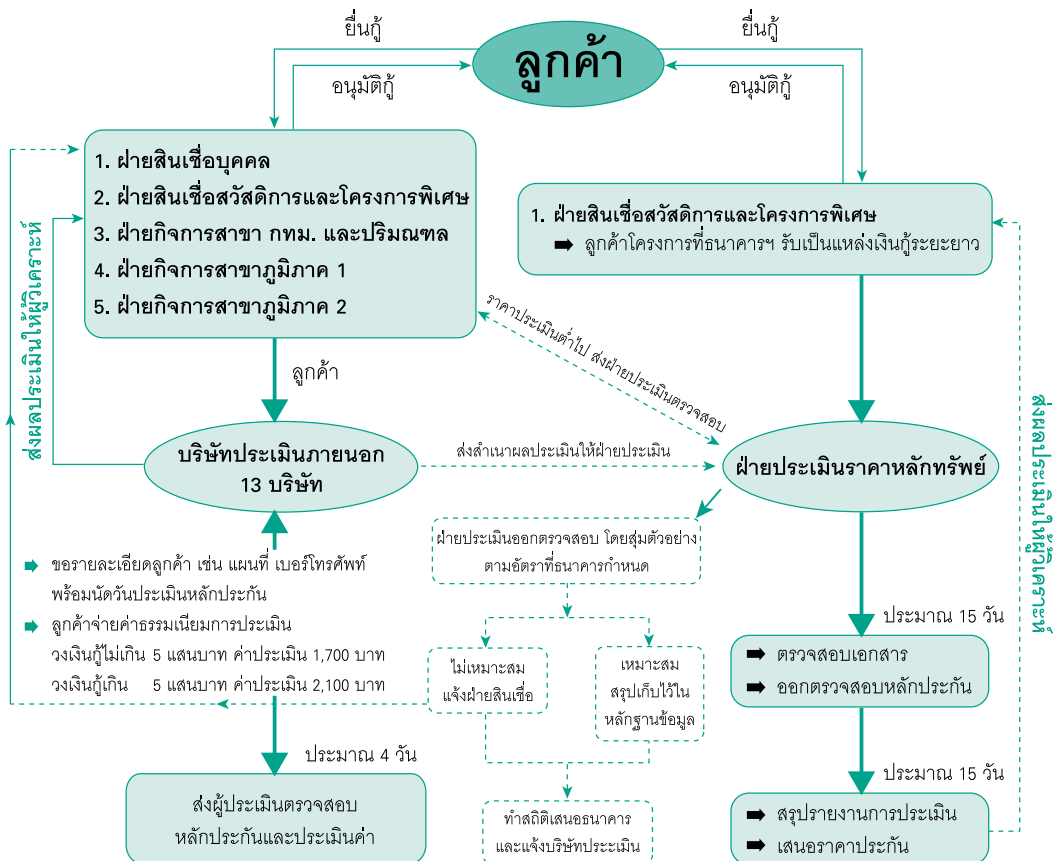 ยื่นกู้
ลูกค้า
ยื่นกู้
อนุมัติกู้
อนุมัติกู้
1. ฝ่ายสินเชื่อบุคคล
2. ฝ่ายสินเชื่อสวัสดิการและโครงการพิเศษ
3. ฝ่ายกิจการสาขา กทม. และปริมณฑล
4. ฝ่ายกิจการสาขาภูมิภาค 1
5. ฝ่ายกิจการสาขาภูมิภาค 2
1. ฝ่ายสินเชื่อสวัสดิการและโครงการพิเศษ
➡ ลูกค้าโครงการที่ธนาคารฯ รับเป็นแหล่งเงินกู้ระยะยาว
ส่งผลประเมินให้ผู้วิเคราะห์
ราคาประเมินต่ำไป ส่งฝ่ายประเมินตรวจสอบ
ลูกค้า
บริษัทประเมินภายนอก
13 บริษัท
ส่งสำเนาผลประเมินให้ฝ่ายประเมิน
ฝ่ายประเมินราคาหลักทรัพย์
ส่งผลประเมินให้ผู้วิเคราะห์
ฝ่ายประเมินออกตรวจสอบ โดยสุ่มตัวอย่าง
ตามอัตราที่ธนาคารกำหนด
➡ ขอรายละเอียดลูกค้า เช่น แผนที่ เบอร์โทรศัพท์
พร้อมนัดวันประเมินหลักประกัน
➡ ลูกค้าจ่ายค่าธรรมเนียมการประเมิน
วงเงินกู้ไม่เกิน 5 แสนบาท ค่าประเมิน 1,700 บาท
วงเงินกู้เกิน 5 แสนบาท ค่าประเมิน 2,100 บาท
ไม่เหมาะสม
แจ้งฝ่ายสินเชื่อ
เหมาะสม
สรุปเก็บไว้ใน
หลักฐานข้อมูล
ประมาณ 15 วัน
➡ ตรวจสอบเอกสาร
➡ ออกตรวจสอบหลักประกัน
ประมาณ 4 วัน
ส่งผู้ประเมินตรวจสอบ
หลักประกันและประเมินค่า
ทำสถิติเสนอธนาคาร
และแจ้งบริษัทประะเมิน
ประมาณ 15 วัน
➡ สรุปรายงานการประเมิน
➡ เสนอราคาประกัน